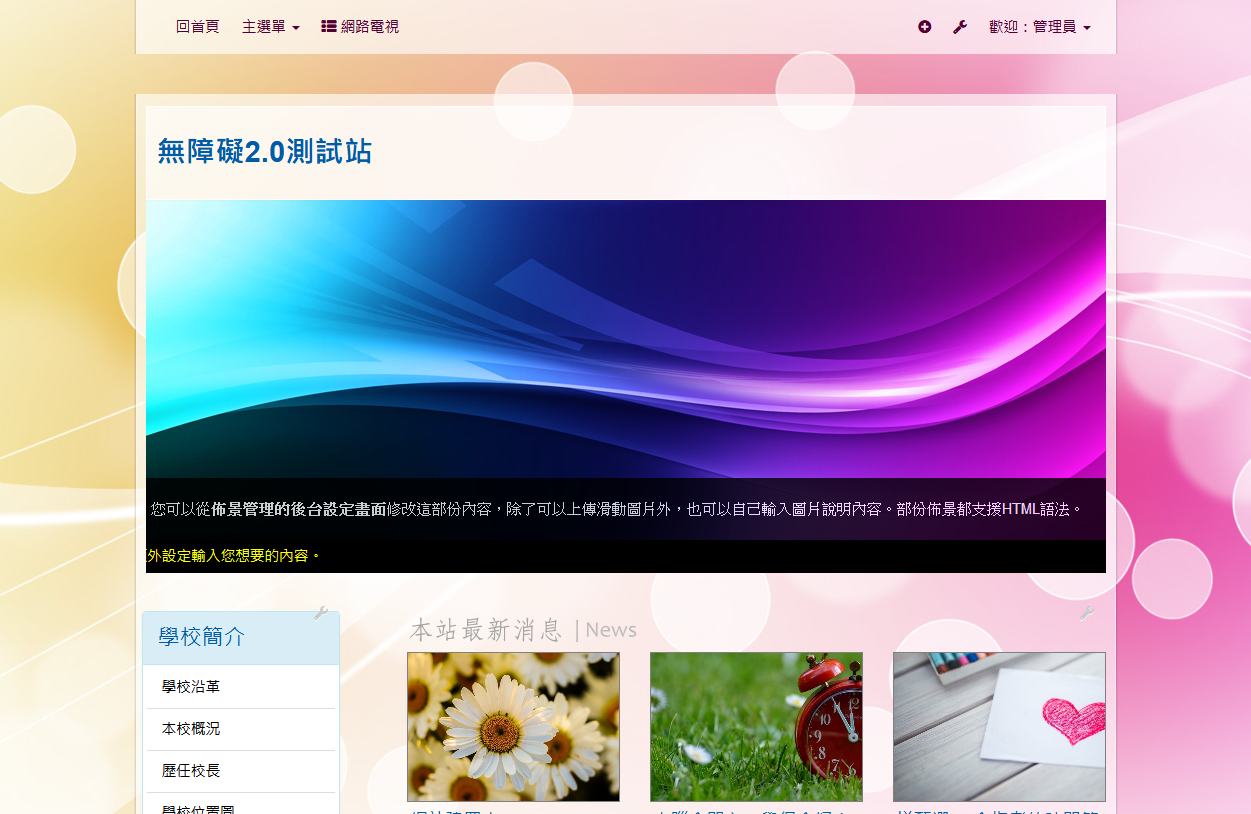 回首頁 主選單 網路電視 歡迎：管理員
無障礙2.0測試站
您可以從佈景管理的後台設定畫面修改這部份內容，除了可以上傳滑動圖片外，也可以自己輸入圖片說明內容。部份佈景都支援HTML語法。
外設定輸入您想要的內容。
學校簡介
本站最新消息 | News
學校沿革
本校概況
歷任校長
學校位置圖